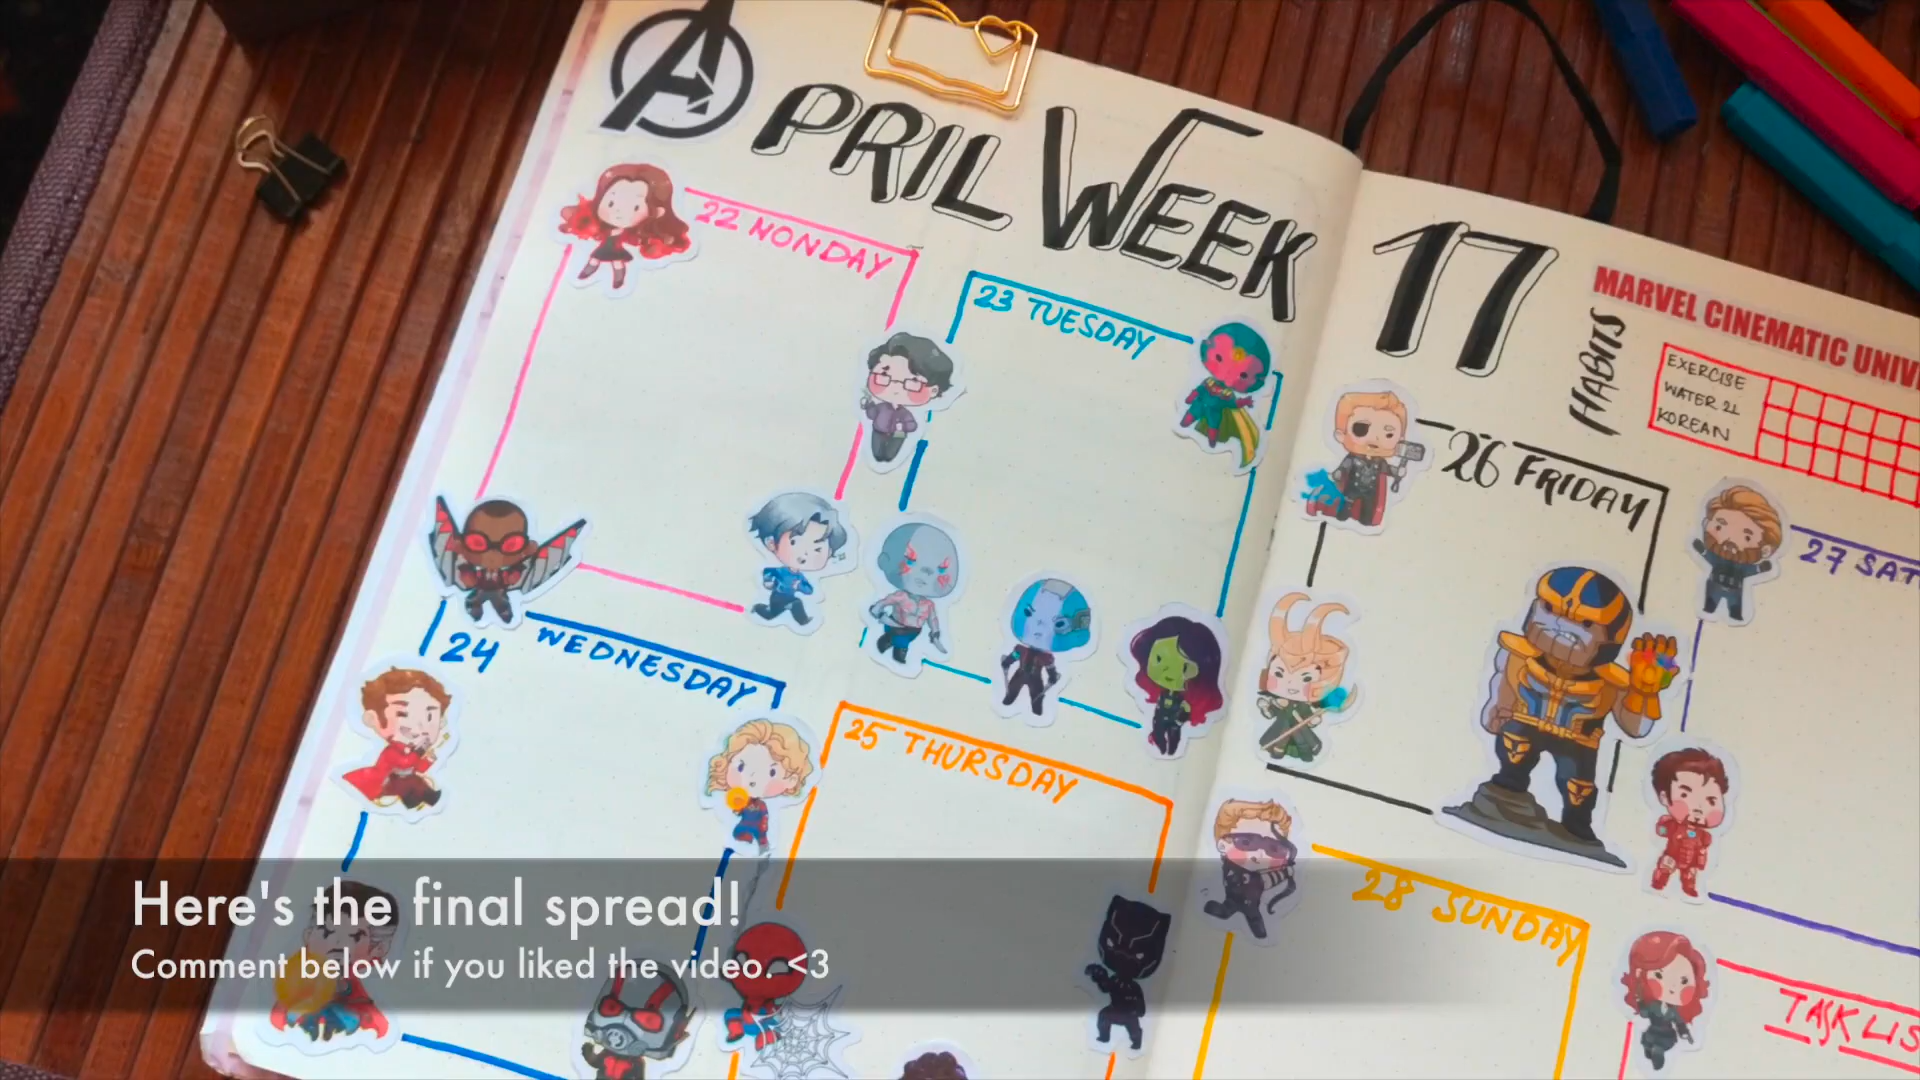 APRIL WEEK 17
MARVEL CINEMATIC UNIV
HABITS
EXERCISE
WATER 2L
KOREAN
22 MONDAY
23 TUESDAY
24 WEDNESDAY
25 THURSDAY
26 FRIDAY
27 SAT
28 SUNDAY
TASK LIS
Here's the final spread!
Comment below if you liked the video. <3